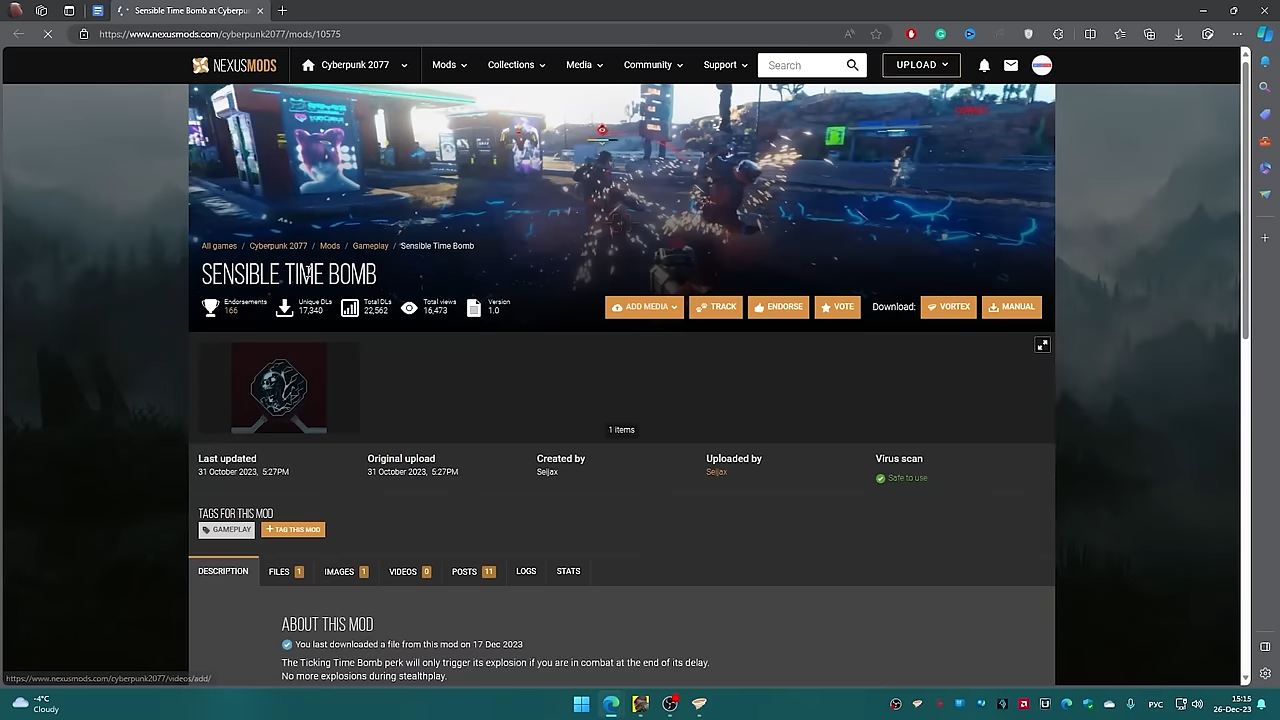 Sensible Time Bomb at Cyberpur
https://www.nexusmods.com/cyberpunk2077/mods/10575
NEXUSMODS
Cyberpunk 2077
Mods
Collections
Media
Community
Support
Search
UPLOAD
All games / Cyberpunk 2077 / Mods / Gameplay / Sensible Time Bomb
SENSIBLE TIME BOMB
Endorsements
166
Unique DLs
17,340
Total DLs
22,562
Total views
16,473
Version
1.0
ADD MEDIA
TRACK
ENDORSE
VOTE
Download:
VORTEX
MANUAL
1 items
Last updated
31 October 2023, 5:27PM
Original upload
31 October 2023, 5:27PM
Created by
Seijax
Uploaded by
Seijax
Virus scan
Safe to use
TAGS FOR THIS MOD
GAMEPLAY
+ TAG THIS MOD
DESCRIPTION
FILES 1
IMAGES 1
VIDEOS 0
POSTS 11
LOGS
STATS
ABOUT THIS MOD
You last downloaded a file from this mod on 17 Dec 2023
The Ticking Time Bomb perk will only trigger its explosion if you are in combat at the end of its delay.
No more explosions during stealthplay.
https://www.nexusmods.com/cyberpunk2077/videos/add/
-4°C
Cloudy
РУС
15:15
26-Dec-23